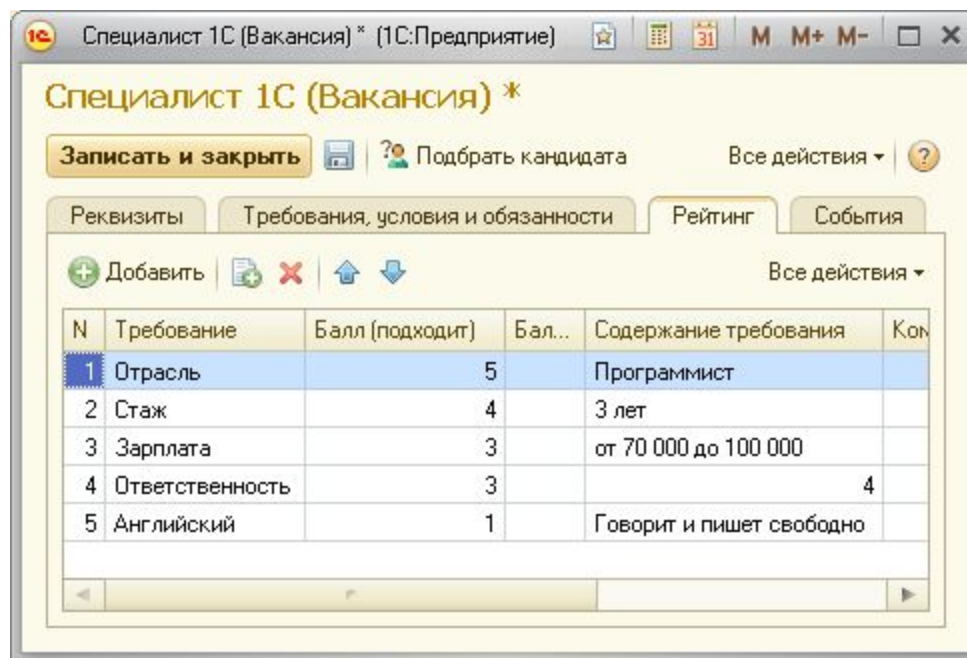 1С Специалист 1С (Вакансия) * (1С:Предприятие) 31 M M+ M-
Специалист 1С (Вакансия) *
Записать и закрыть ? Подбрать кандидата Все действия ?
Реквизиты Требования, условия и обязанности Рейтинг События
Добавить Все действия
N Требование Балл (подходит) Бал... Содержание требования Ком
1 Отрасль 5 Программист
2 Стаж 4 3 лет
3 Зарплата 3 от 70 000 до 100 000
4 Ответственность 3 4
5 Английский 1 Говорит и пишет свободно